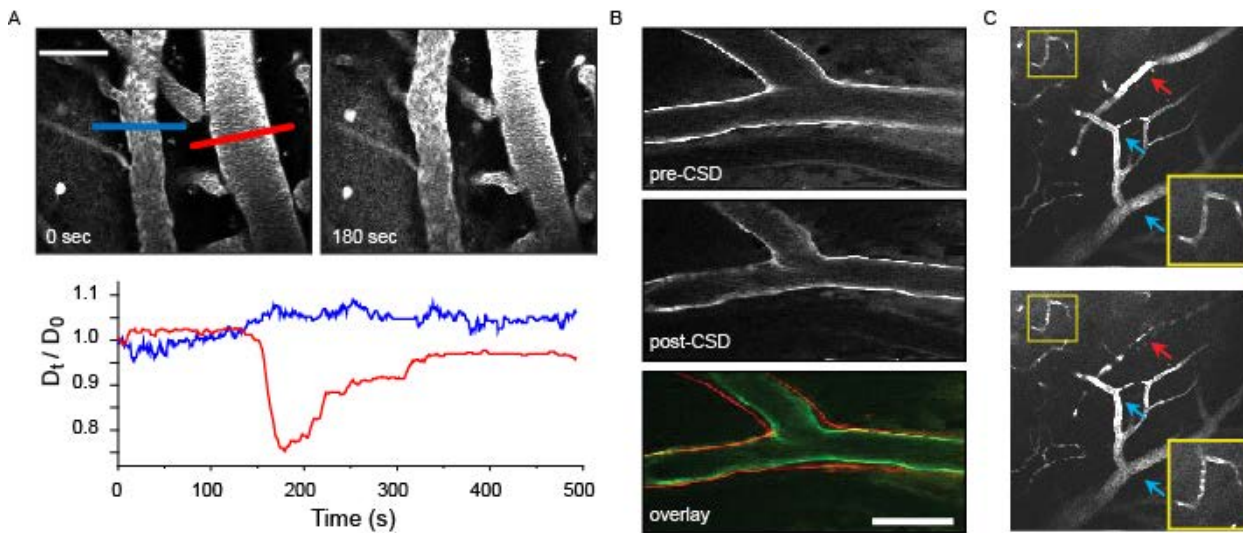 A
0 sec
180 sec
1.1
1.0
0.9
0.8
Dt / D0
0
100
200
300
400
500
Time (s)
B
pre-CSD
post-CSD
overlay
C